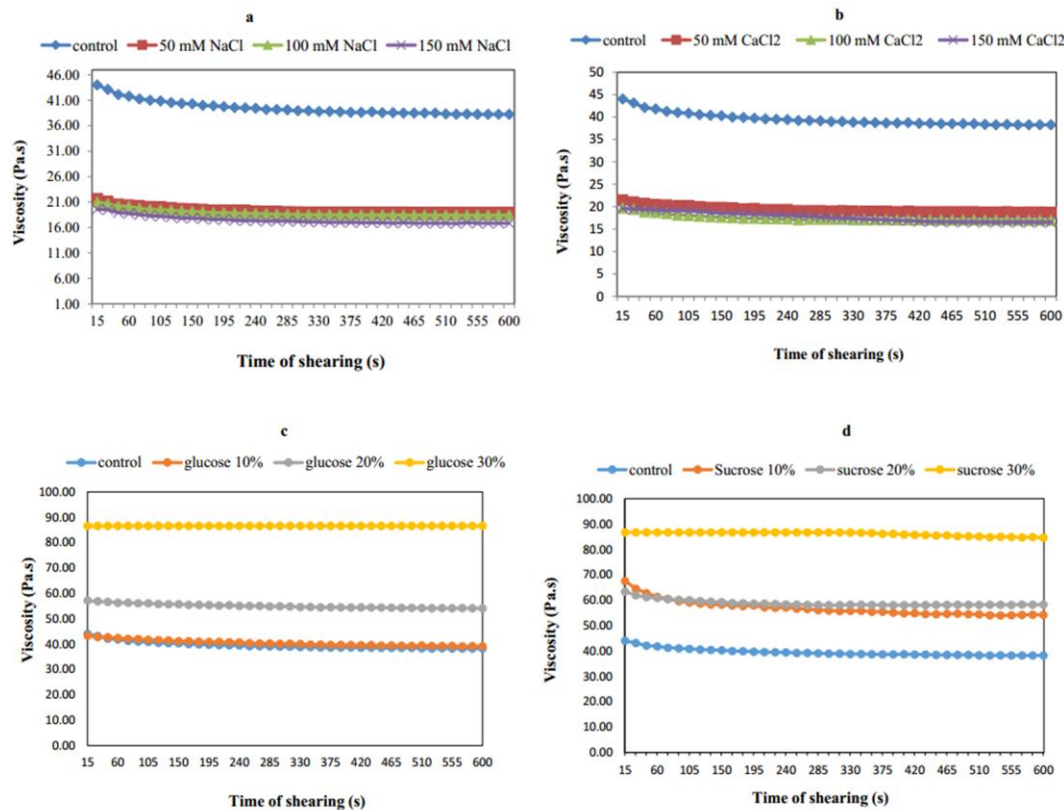 a
control 50 mM NaCl 100 mM NaCl 150 mM NaCl
46.00
41.00
36.00
31.00
26.00
21.00
16.00
11.00
6.00
1.00
Viscosity (Pa.s)
15 60 105 150 195 240 285 330 375 420 465 510 555 600
Time of shearing (s)
b
control 50 mM CaCl2 100 mM CaCl2 150 mM CaCl2
50
45
40
35
30
25
20
15
10
5
0
Viscosity (Pa.s)
15 60 105 150 195 240 285 330 375 420 465 510 555 600
Time of shearing (s)
c
control glucose 10% glucose 20% glucose 30%
100.00
90.00
80.00
70.00
60.00
50.00
40.00
30.00
20.00
10.00
0.00
Viscosity (Pa.s)
15 60 105 150 195 240 285 330 375 420 465 510 555 600
Time of shearing (s)
d
control Sucrose 10% sucrose 20% sucrose 30%
100.00
90.00
80.00
70.00
60.00
50.00
40.00
30.00
20.00
10.00
0.00
Viscosity (Pa.s)
15 60 105 150 195 240 285 330 375 420 465 510 555 600
Time of shearing (s)